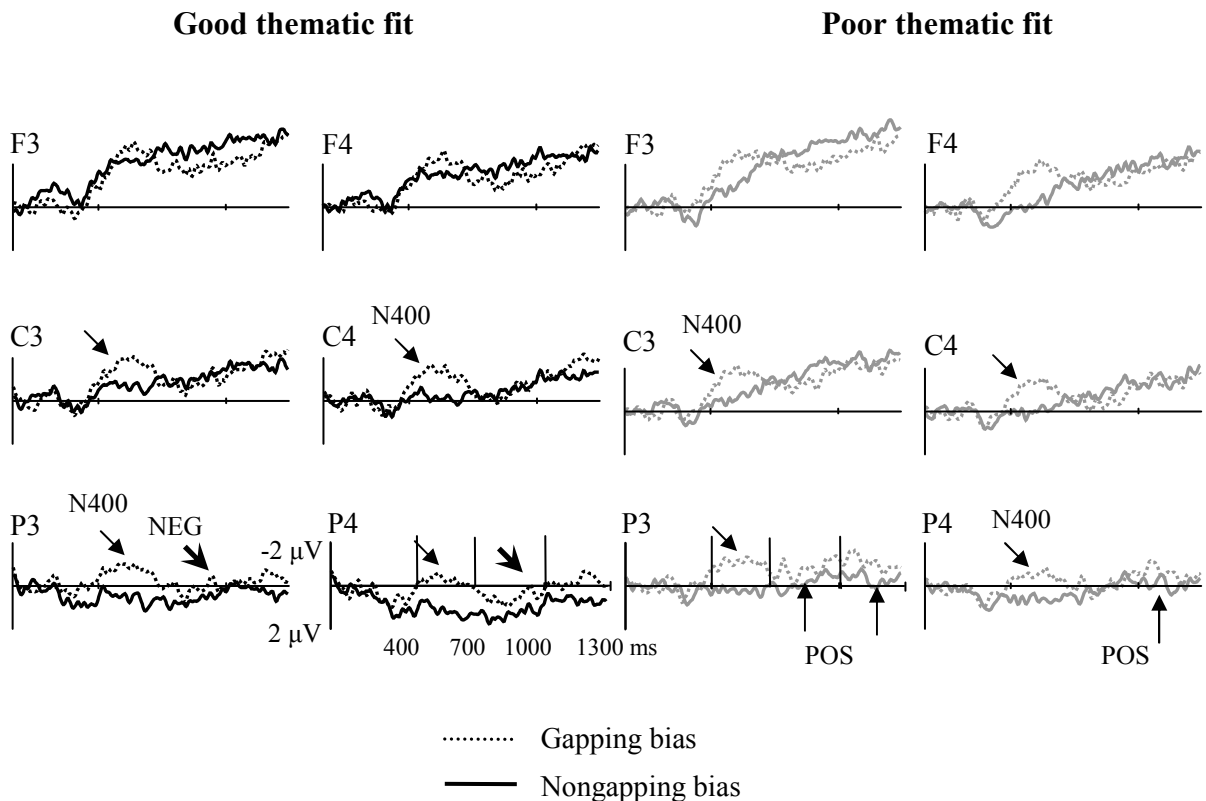 Good thematic fit Poor thematic fit
F3 F4 F3 F4
N400 N400
C3 C4 C3 C4
N400 NEG N400
P3 P4 P3 P4
-2 µV
2 µV 400 700 1000 1300 ms POS POS
Gapping bias
Nongapping bias